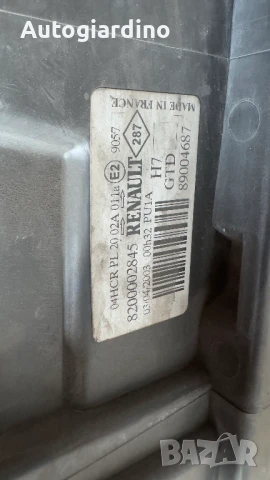 Autogiardino
04HCR PL 20 02A 011a E2 9057
RENAULT 287
8200002845 H7
03/04/2003 00h32 PU1A GTD
89004687
MADE IN FRANCE
bazar